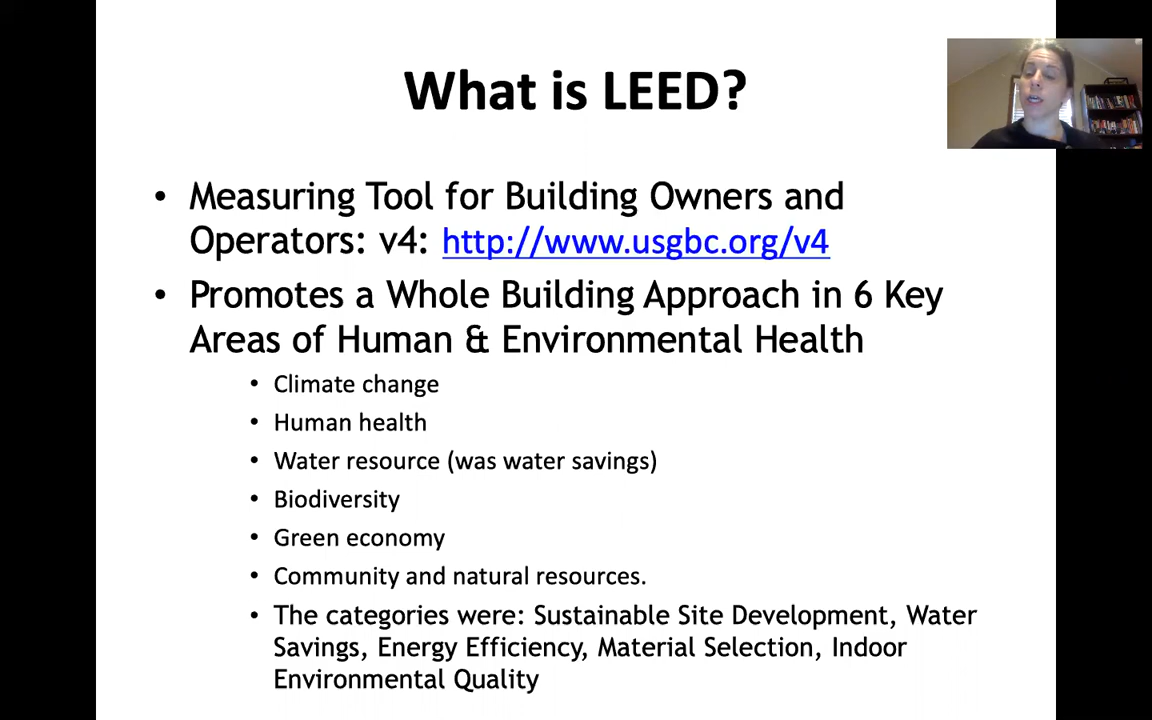 What is LEED?
• Measuring Tool for Building Owners and
Operators: v4: http://www.usgbc.org/v4
• Promotes a Whole Building Approach in 6 Key
Areas of Human & Environmental Health
• Climate change
• Human health
• Water resource (was water savings)
• Biodiversity
• Green economy
• Community and natural resources.
• The categories were: Sustainable Site Development, Water
Savings, Energy Efficiency, Material Selection, Indoor
Environmental Quality